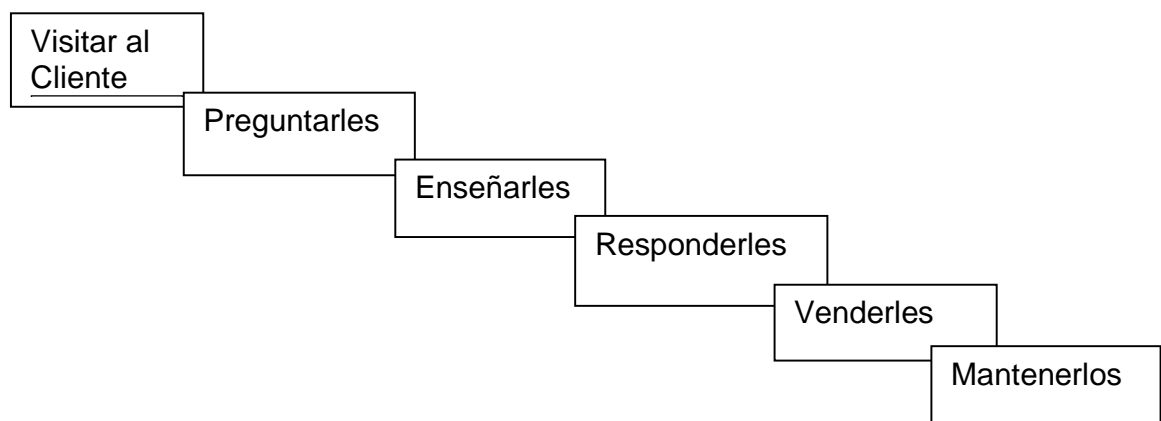 Visitar al
Cliente
Preguntarles
Enseñarles
Responderles
Venderles
Mantenerlos